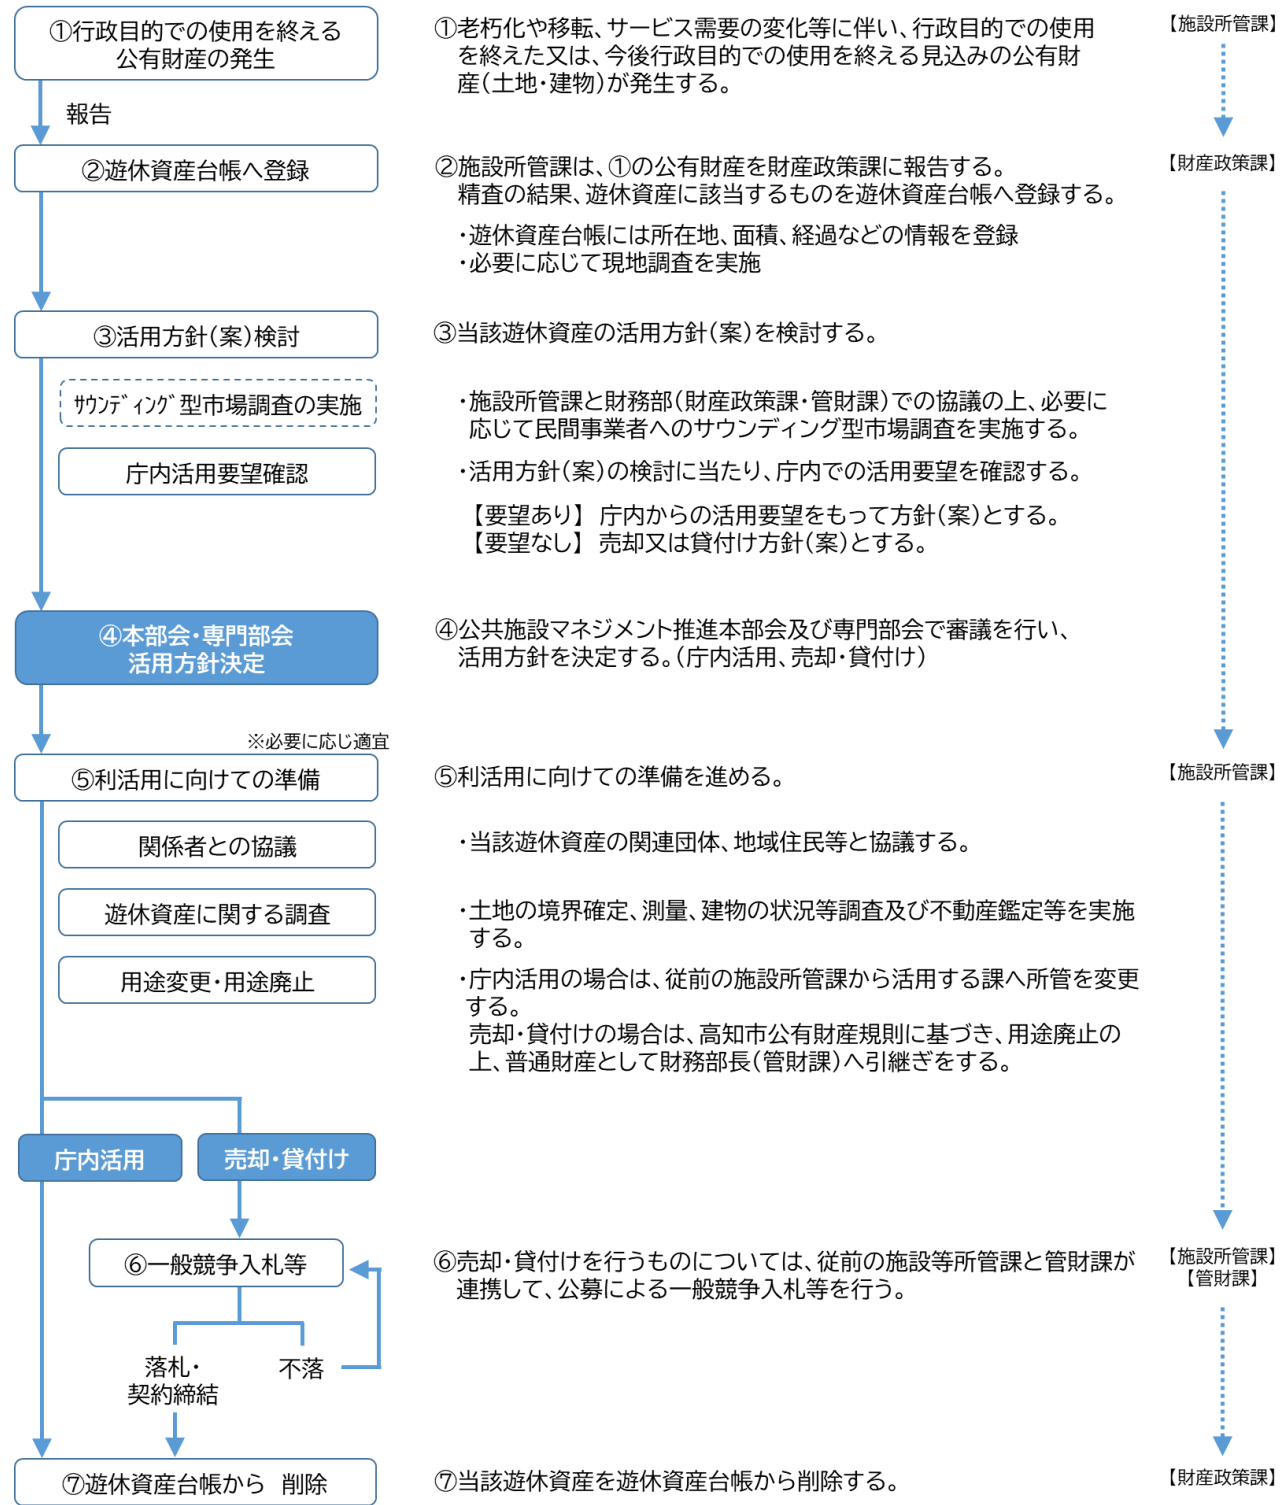 ①行政目的での使用を終える
公有財産の発生
①老朽化や移転、サービス需要の変化等に伴い、行政目的での使用
を終えた又は、今後行政目的での使用を終える見込みの公有財
産(土地・建物)が発生する。
【施設所管課】
報告
②遊休資産台帳へ登録
②施設所管課は、①の公有財産を財産政策課に報告する。
精査の結果、遊休資産に該当するものを遊休資産台帳へ登録する。
・遊休資産台帳には所在地、面積、経過などの情報を登録
・必要に応じて現地調査を実施
【財産政策課】
③活用方針(案)検討
③当該遊休資産の活用方針(案)を検討する。
ｻｳﾝﾃﾞｨﾝｸﾞ型市場調査の実施
・施設所管課と財務部(財産政策課・管財課)での協議の上、必要に
応じて民間事業者へのサウンディング型市場調査を実施する。
庁内活用要望確認
・活用方針(案)の検討に当たり、庁内での活用要望を確認する。
【要望あり】 庁内からの活用要望をもって方針(案)とする。
【要望なし】 売却又は貸付け方針(案)とする。
④本部会・専門部会
活用方針決定
④公共施設マネジメント推進本部会及び専門部会で審議を行い、
活用方針を決定する。(庁内活用、売却・貸付け)
※必要に応じ適宜
⑤利活用に向けての準備
⑤利活用に向けての準備を進める。
【施設所管課】
関係者との協議
・当該遊休資産の関連団体、地域住民等と協議する。
遊休資産に関する調査
・土地の境界確定、測量、建物の状況等調査及び不動産鑑定等を実施
する。
用途変更・用途廃止
・庁内活用の場合は、従前の施設所管課から活用する課へ所管を変更
する。
売却・貸付けの場合は、高知市公有財産規則に基づき、用途廃止の
上、普通財産として財務部長(管財課)へ引継ぎをする。
庁内活用
売却・貸付け
⑥一般競争入札等
⑥売却・貸付けを行うものについては、従前の施設等所管課と管財課が
連携して、公募による一般競争入札等を行う。
【施設所管課】
【管財課】
落札・
契約締結
不落
⑦遊休資産台帳から 削除
⑦当該遊休資産を遊休資産台帳から削除する。
【財産政策課】